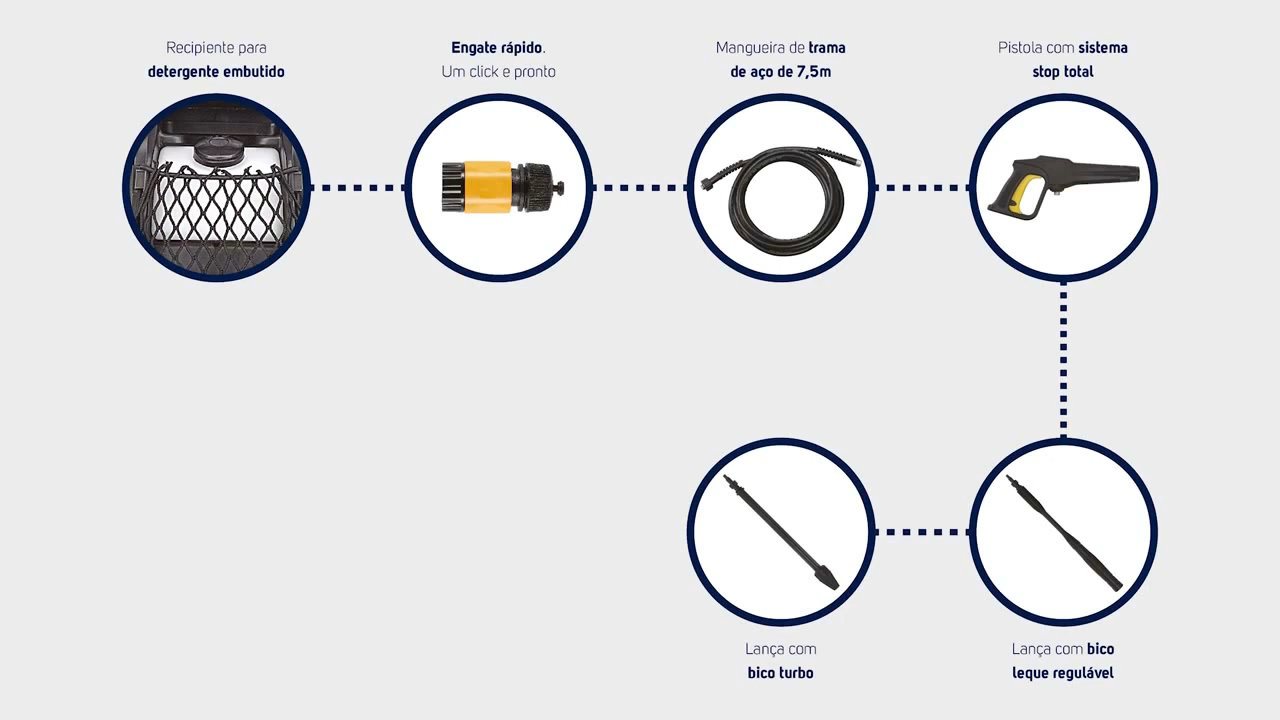 Recipiente para
detergente embutido
Engate rápido.
Um click e pronto
Mangueira de trama
de aço de 7,5m
Pistola com sistema
stop total
Lança com
bico turbo
Lança com bico
leque regulável